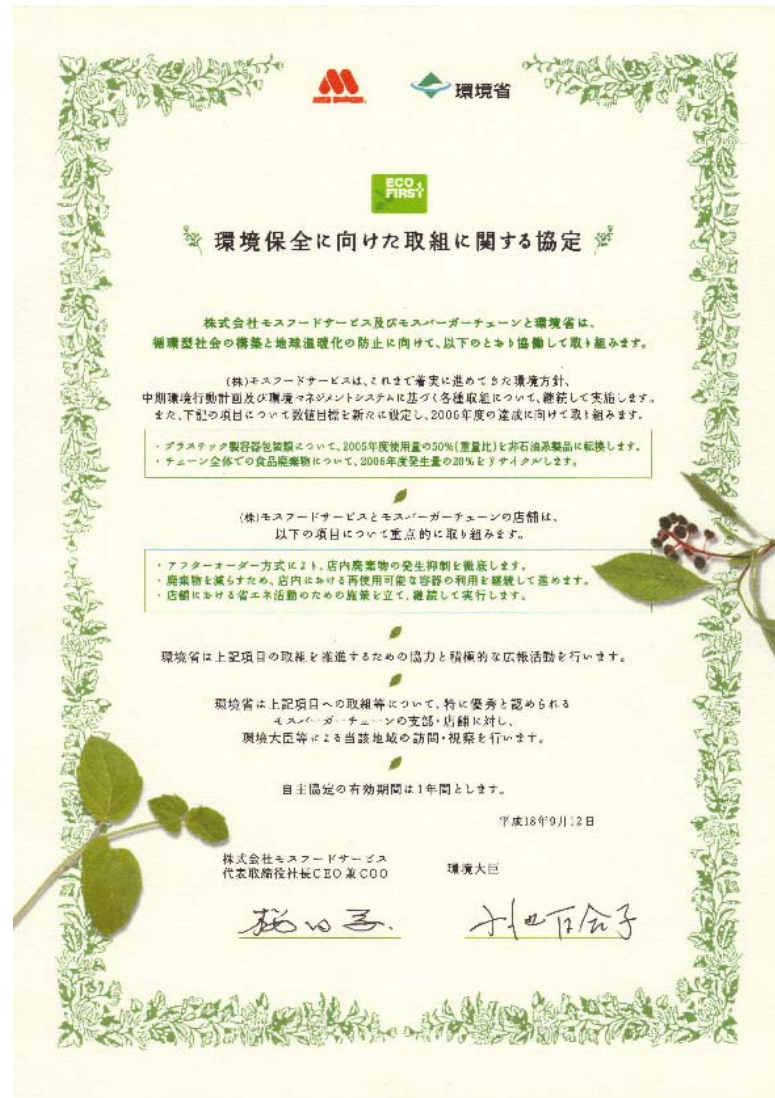 MOS BURGER
環境省
ECO FIRST
環境保全に向けた取組に関する協定
株式会社モスフードサービス及びモスバーガーチェーンと環境省は、
循環型社会の構築と地球温暖化の防止に向けて、以下のとおり協働して取り組みます。
(株)モスフードサービスは、これまで着実に進めてきた環境方針、
中期環境行動計画及び環境マネジメントシステムに基づく各種取組について、継続して実施します。
また、下記の項目について数値目標を新たに設定し、2006年度の達成に向けて取り組みます。
・プラスチック製容器包装類について、2005年度使用量の50%(重量比)を非石油系製品に転換します。
・チェーン全体での食品廃棄物について、2006年度発生量の20%をリサイクルします。
(株)モスフードサービスとモスバーガーチェーンの店舗は、
以下の項目について重点的に取り組みます。
・アフターオーダー方式により、店内廃棄物の発生抑制を徹底します。
・廃棄物を減らすため、店内における再使用可能な容器の利用を継続して進めます。
・店舗における省エネ活動のための施策を立て、継続して実行します。
環境省は上記項目の取組を推進するための協力と積極的な広報活動を行います。
環境省は上記項目への取組等について、特に優秀と認められる
モスバーガーチェーンの支部・店舗に対し、
環境大臣等による当該地域の訪問・視察を行います。
自主協定の有効期間は1年間とします。
平成18年9月12日
株式会社モスフードサービス
代表取締役社長CEO兼COO
環境大臣
小池百合子